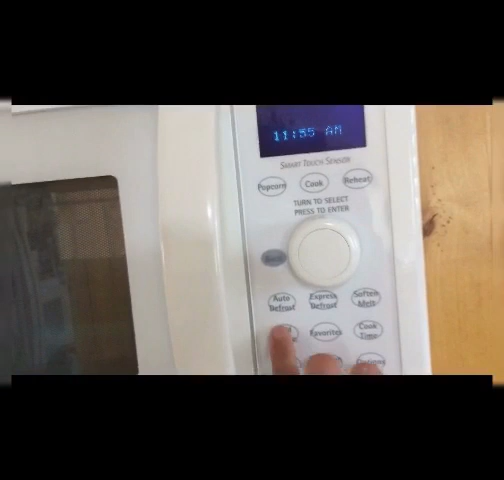 11:55 AM
SMART TOUCH SENSOR
Popcorn Cook Reheat
TURN TO SELECT
PRESS TO ENTER
Auto Defrost Express Defrost Soften Melt
Favorites Cook Time
Options